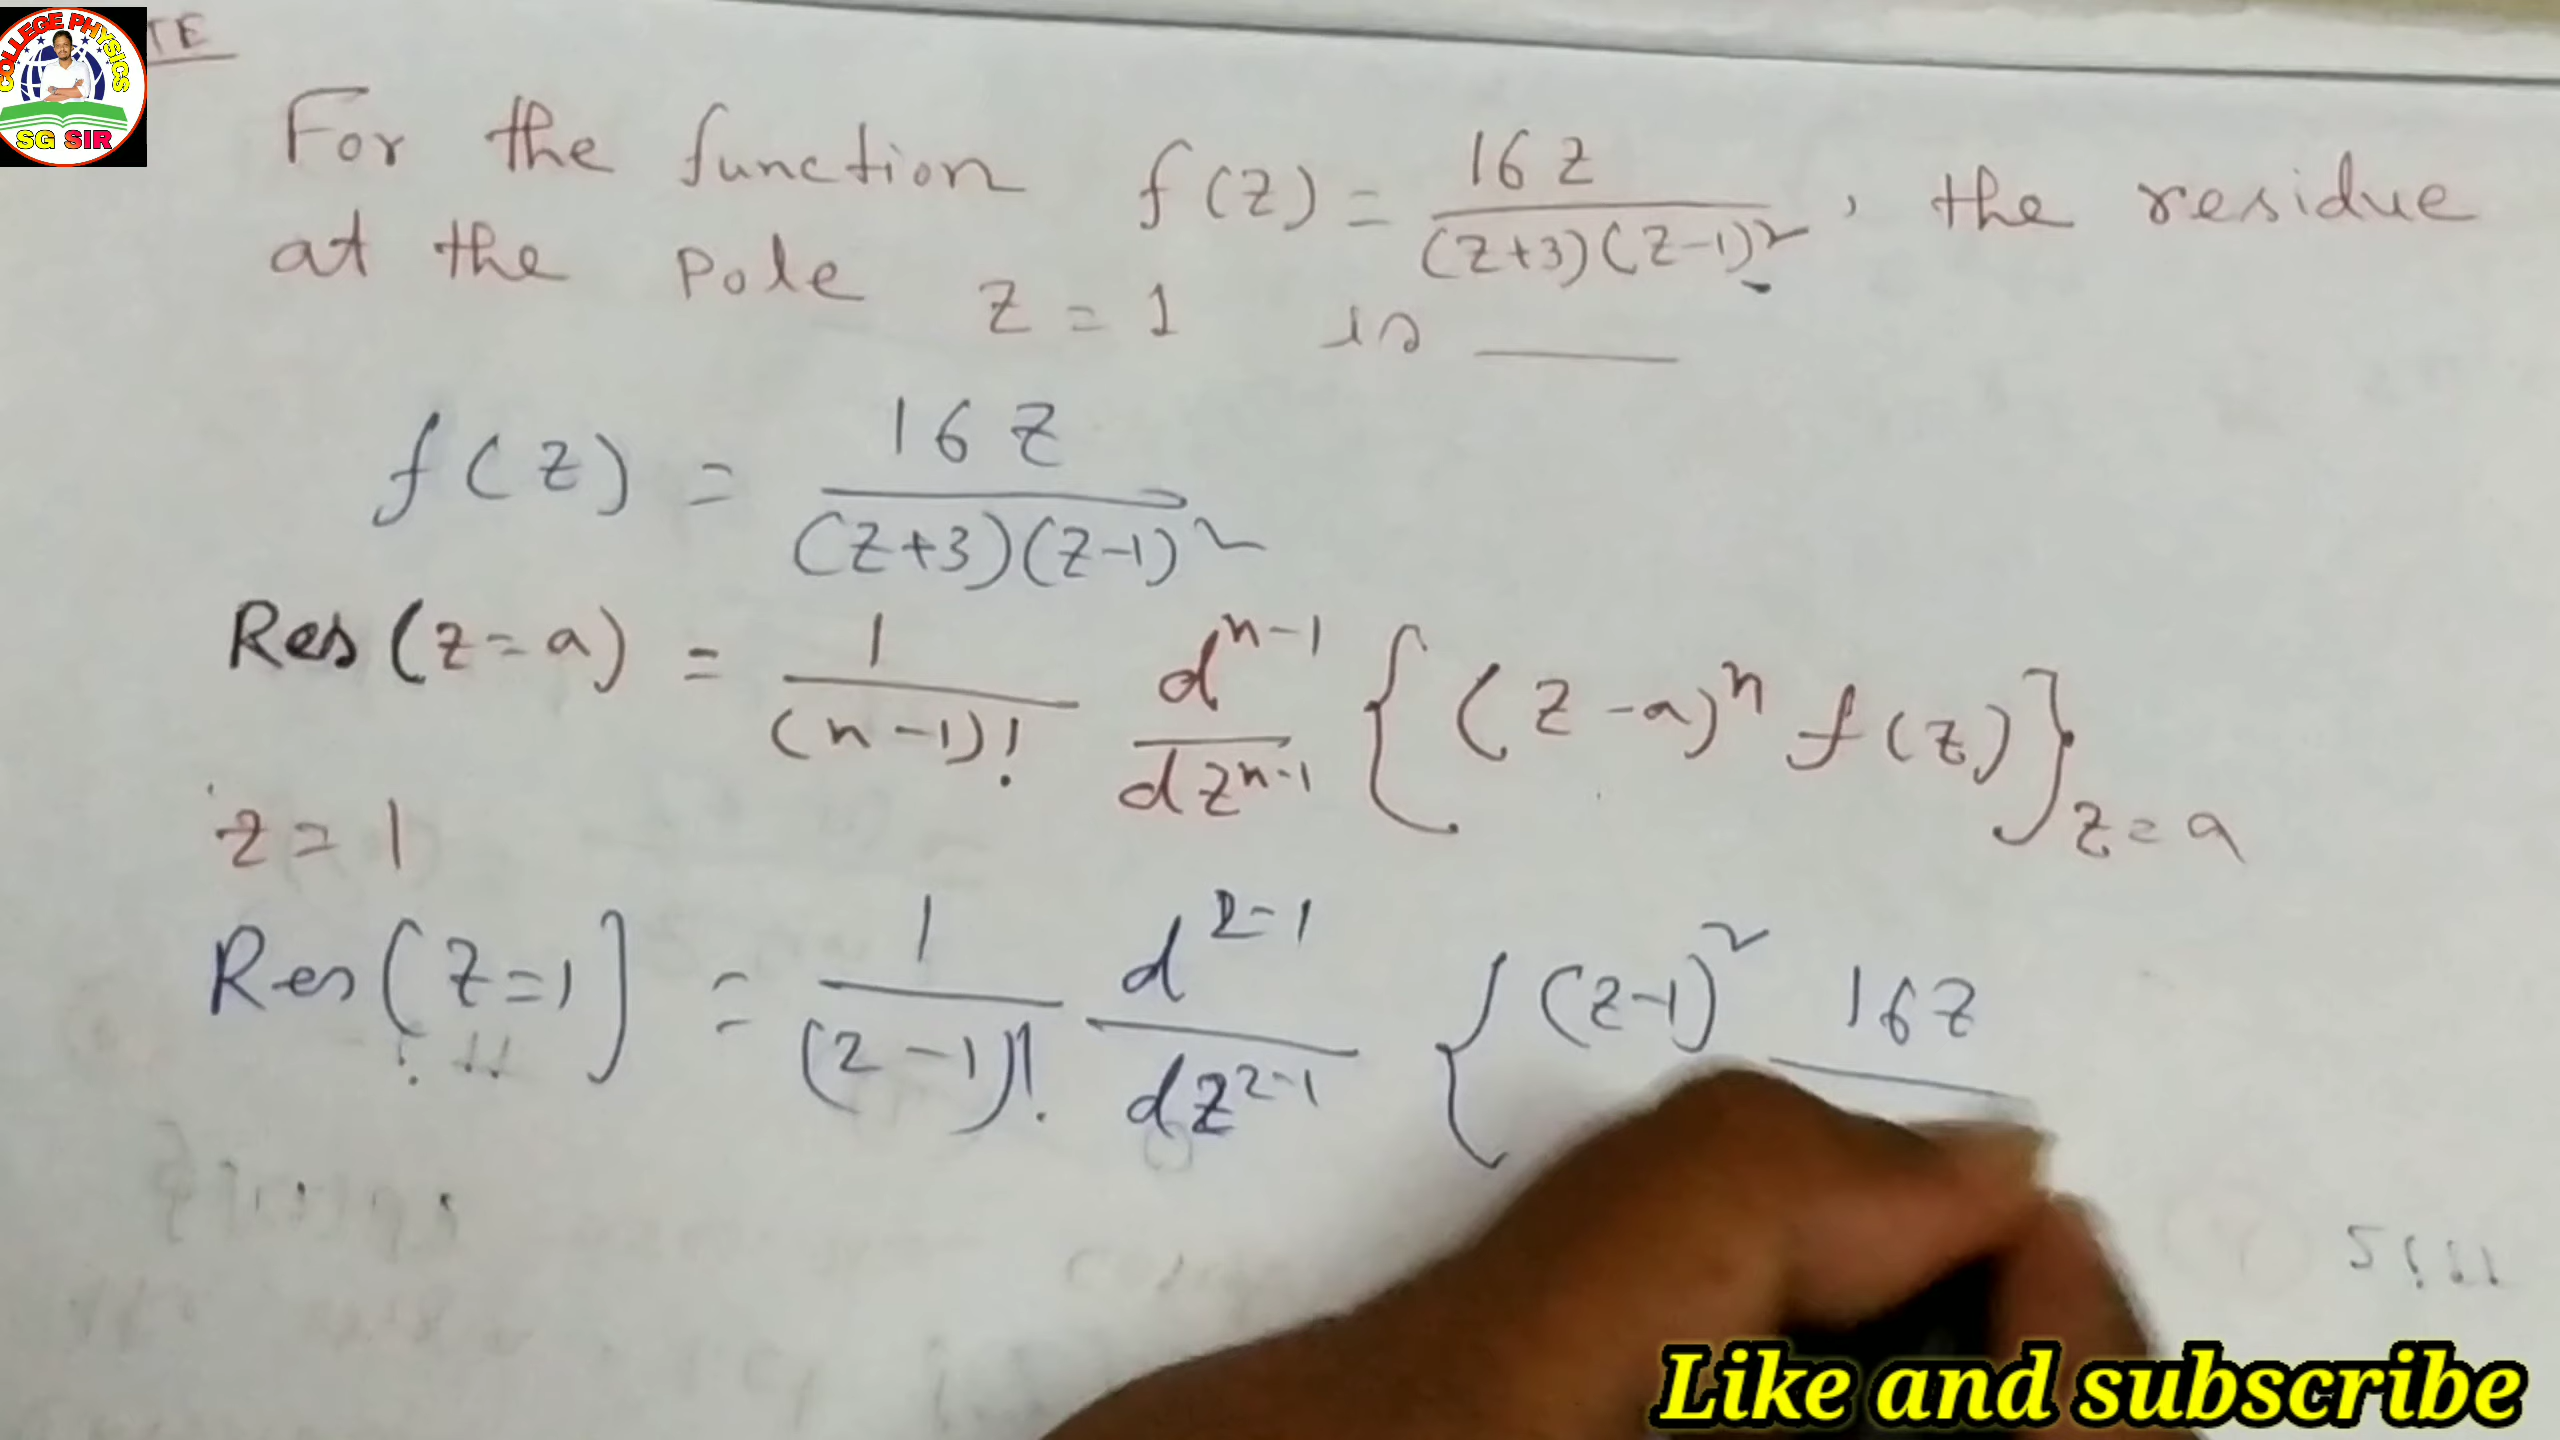 COLLEGE PHYSICS
SG SIR
TE
For the function f(z) = 16z / (z+3)(z-1)², the residue
at the pole z = 1 is ____
f(z) = 16z / (z+3)(z-1)²
Res(z=a) = 1/(n-1)! d^(n-1)/dz^(n-1) { (z-a)^n f(z) }_(z=a)
z = 1
Res(z=1) = 1/(2-1)! d^(2-1)/dz^(2-1) { (z-1)² 16z
Like and subscribe